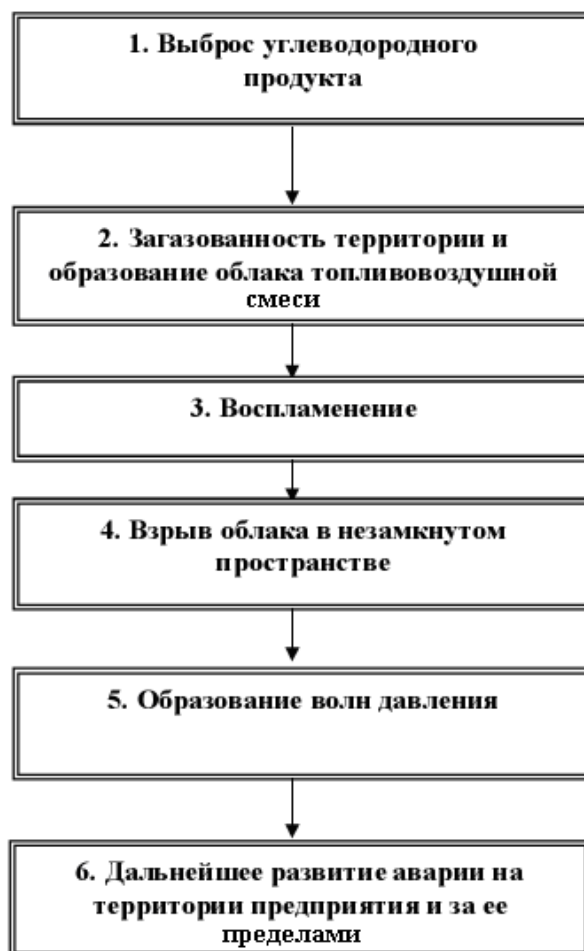 1. Выброс углеводородного
продукта
2. Загазованность территории и
образование облака топливовоздушной
смеси
3. Воспламенение
4. Взрыв облака в незамкнутом
пространстве
5. Образование волн давления
6. Дальнейшее развитие аварии на
территории предприятия и за ее
пределами